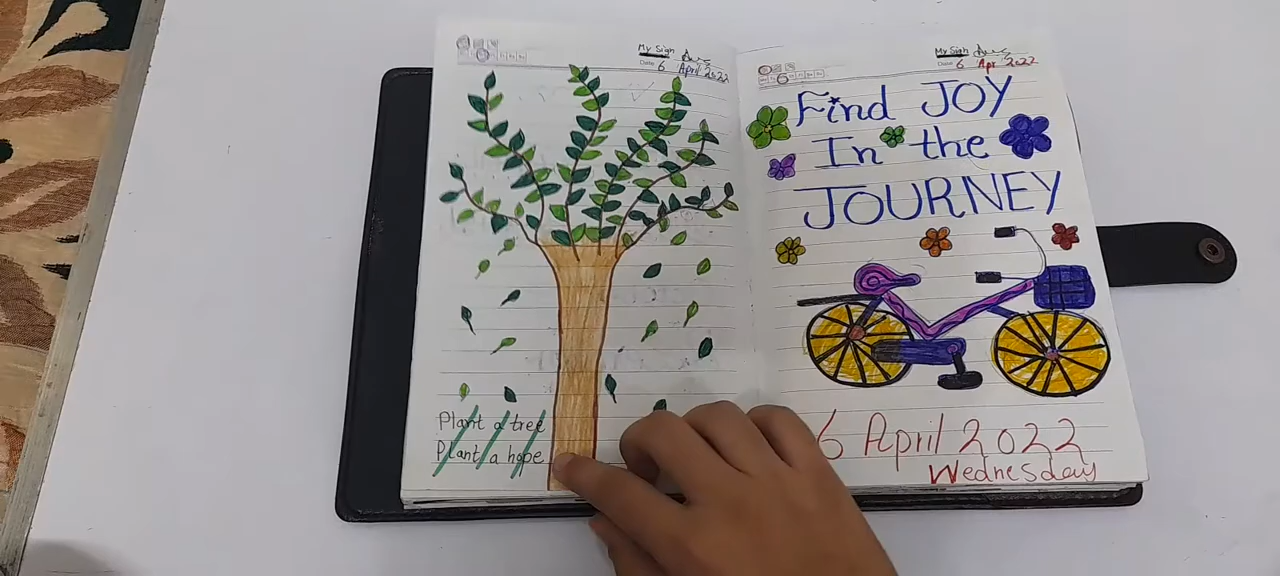 My Sign
Date: 6 April 2022
Plant a tree
Plant a hope
My Sign
Date: 6 Apr 2022
Find JOY
In the
JOURNEY
6 April 2022
Wednesday